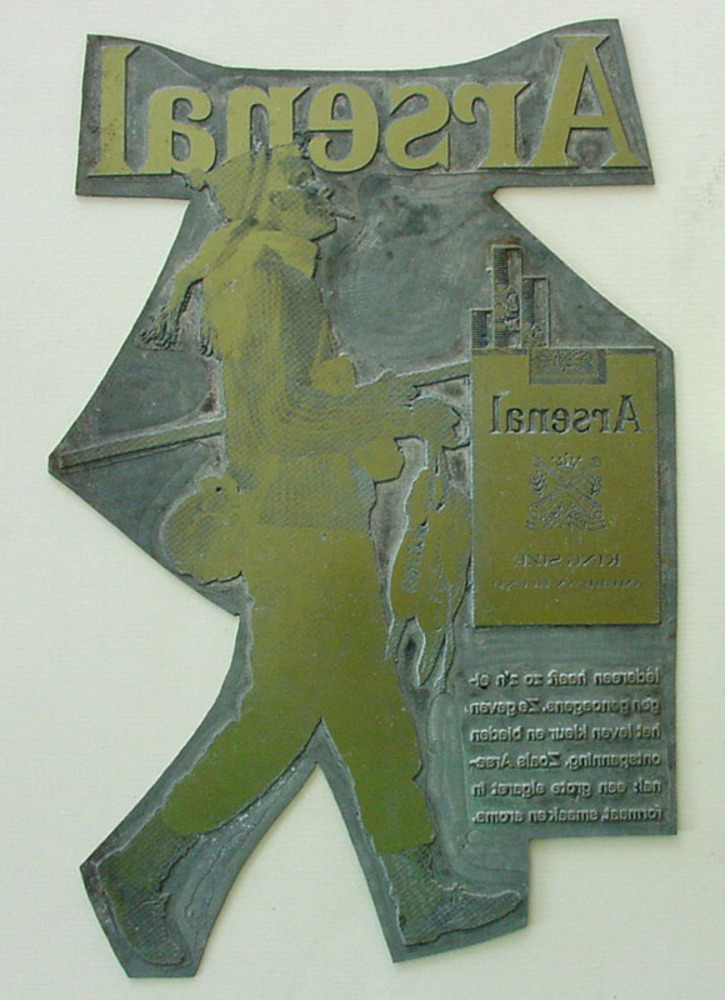 Arsenal
Arsenal
KING SIZE
Iedereen heeft zo z'n ei-
gen genoegens. Ze geven
het leven kleur en bieden
ontspanning. Zoals Arse-
nal: een grote sigaret in
formaat, smaak en aroma.